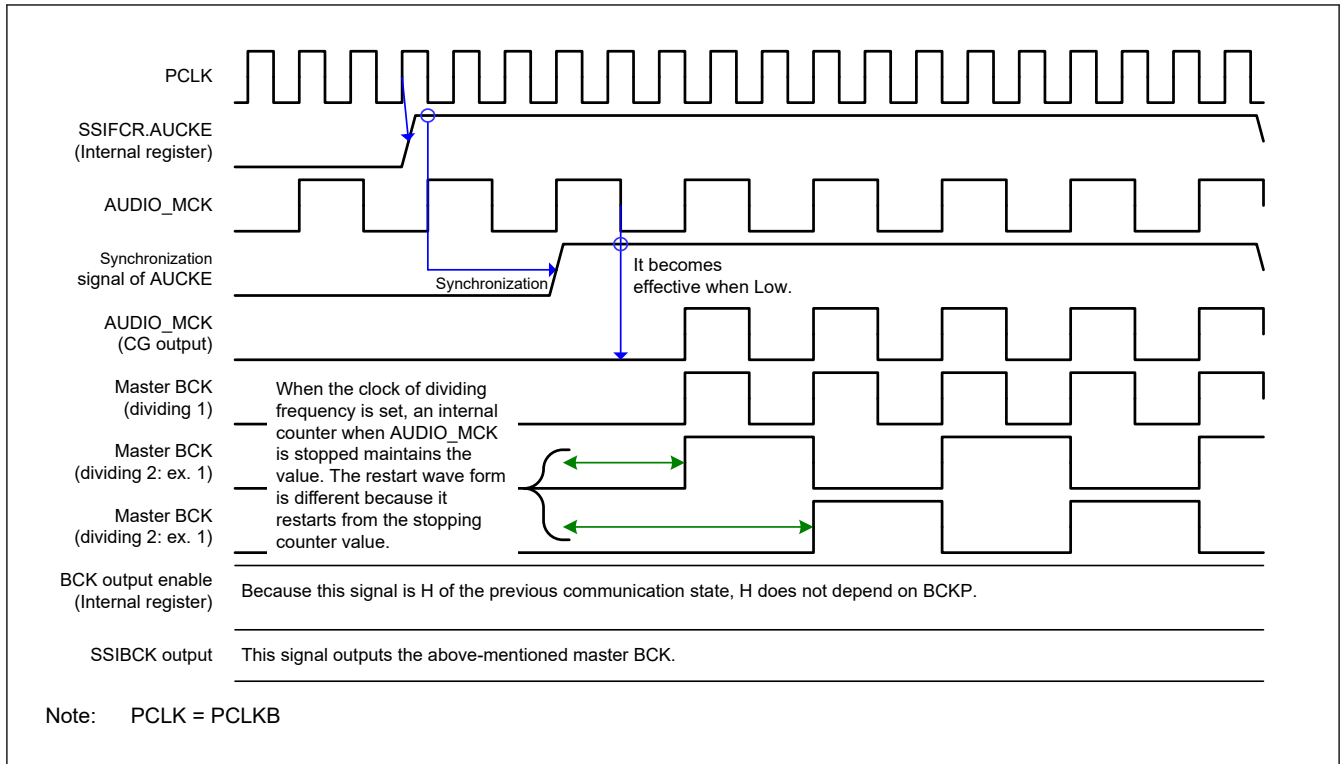 PCLK
SSIFCR.AUCKE
(Internal register)
AUDIO_MCK
Synchronization
signal of AUCKE
Synchronization
It becomes
effective when Low.
AUDIO_MCK
(CG output)
Master BCK
(dividing 1)
When the clock of dividing
frequency is set, an internal
counter when AUDIO_MCK
is stopped maintains the
value. The restart wave form
is different because it
restarts from the stopping
counter value.
Master BCK
(dividing 2: ex. 1)
Master BCK
(dividing 2: ex. 1)
BCK output enable
(Internal register)
Because this signal is H of the previous communication state, H does not depend on BCKP.
SSIBCK output
This signal outputs the above-mentioned master BCK.
Note: PCLK = PCLKB